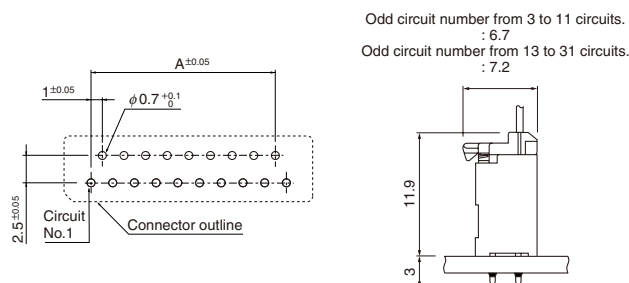 Odd circuit number from 3 to 11 circuits.
: 6.7
Odd circuit number from 13 to 31 circuits.
: 7.2
A±0.05
1±0.05
φ0.7 +0.1 0
2.5±0.05
Circuit
No.1
Connector outline
11.9
3